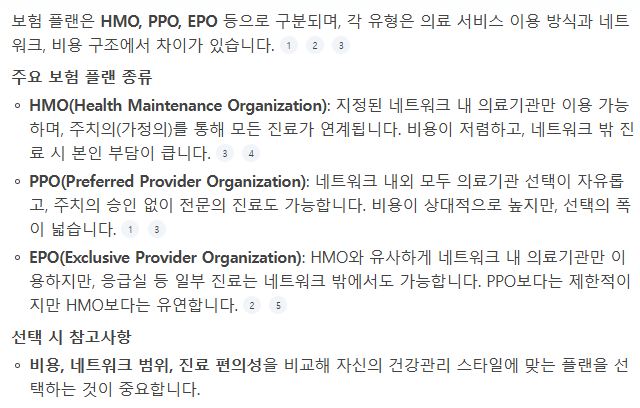 보험 플랜은 HMO, PPO, EPO 등으로 구분되며, 각 유형은 의료 서비스 이용 방식과 네트
워크, 비용 구조에서 차이가 있습니다. 1 2 3
주요 보험 플랜 종류
HMO(Health Maintenance Organization): 지정된 네트워크 내 의료기관만 이용 가능
하며, 주치의(가정의)를 통해 모든 진료가 연계됩니다. 비용이 저렴하고, 네트워크 밖 진
료 시 본인 부담이 큽니다. 3 4
PPO(Preferred Provider Organization): 네트워크 내외 모두 의료기관 선택이 자유롭
고, 주치의 승인 없이 전문의 진료도 가능합니다. 비용이 상대적으로 높지만, 선택의 폭
이 넓습니다. 1 3
EPO(Exclusive Provider Organization): HMO와 유사하게 네트워크 내 의료기관만 이
용하지만, 응급실 등 일부 진료는 네트워크 밖에서도 가능합니다. PPO보다는 제한적이
지만 HMO보다는 유연합니다. 2 5
선택 시 참고사항
비용, 네트워크 범위, 진료 편의성을 비교해 자신의 건강관리 스타일에 맞는 플랜을 선
택하는 것이 중요합니다.